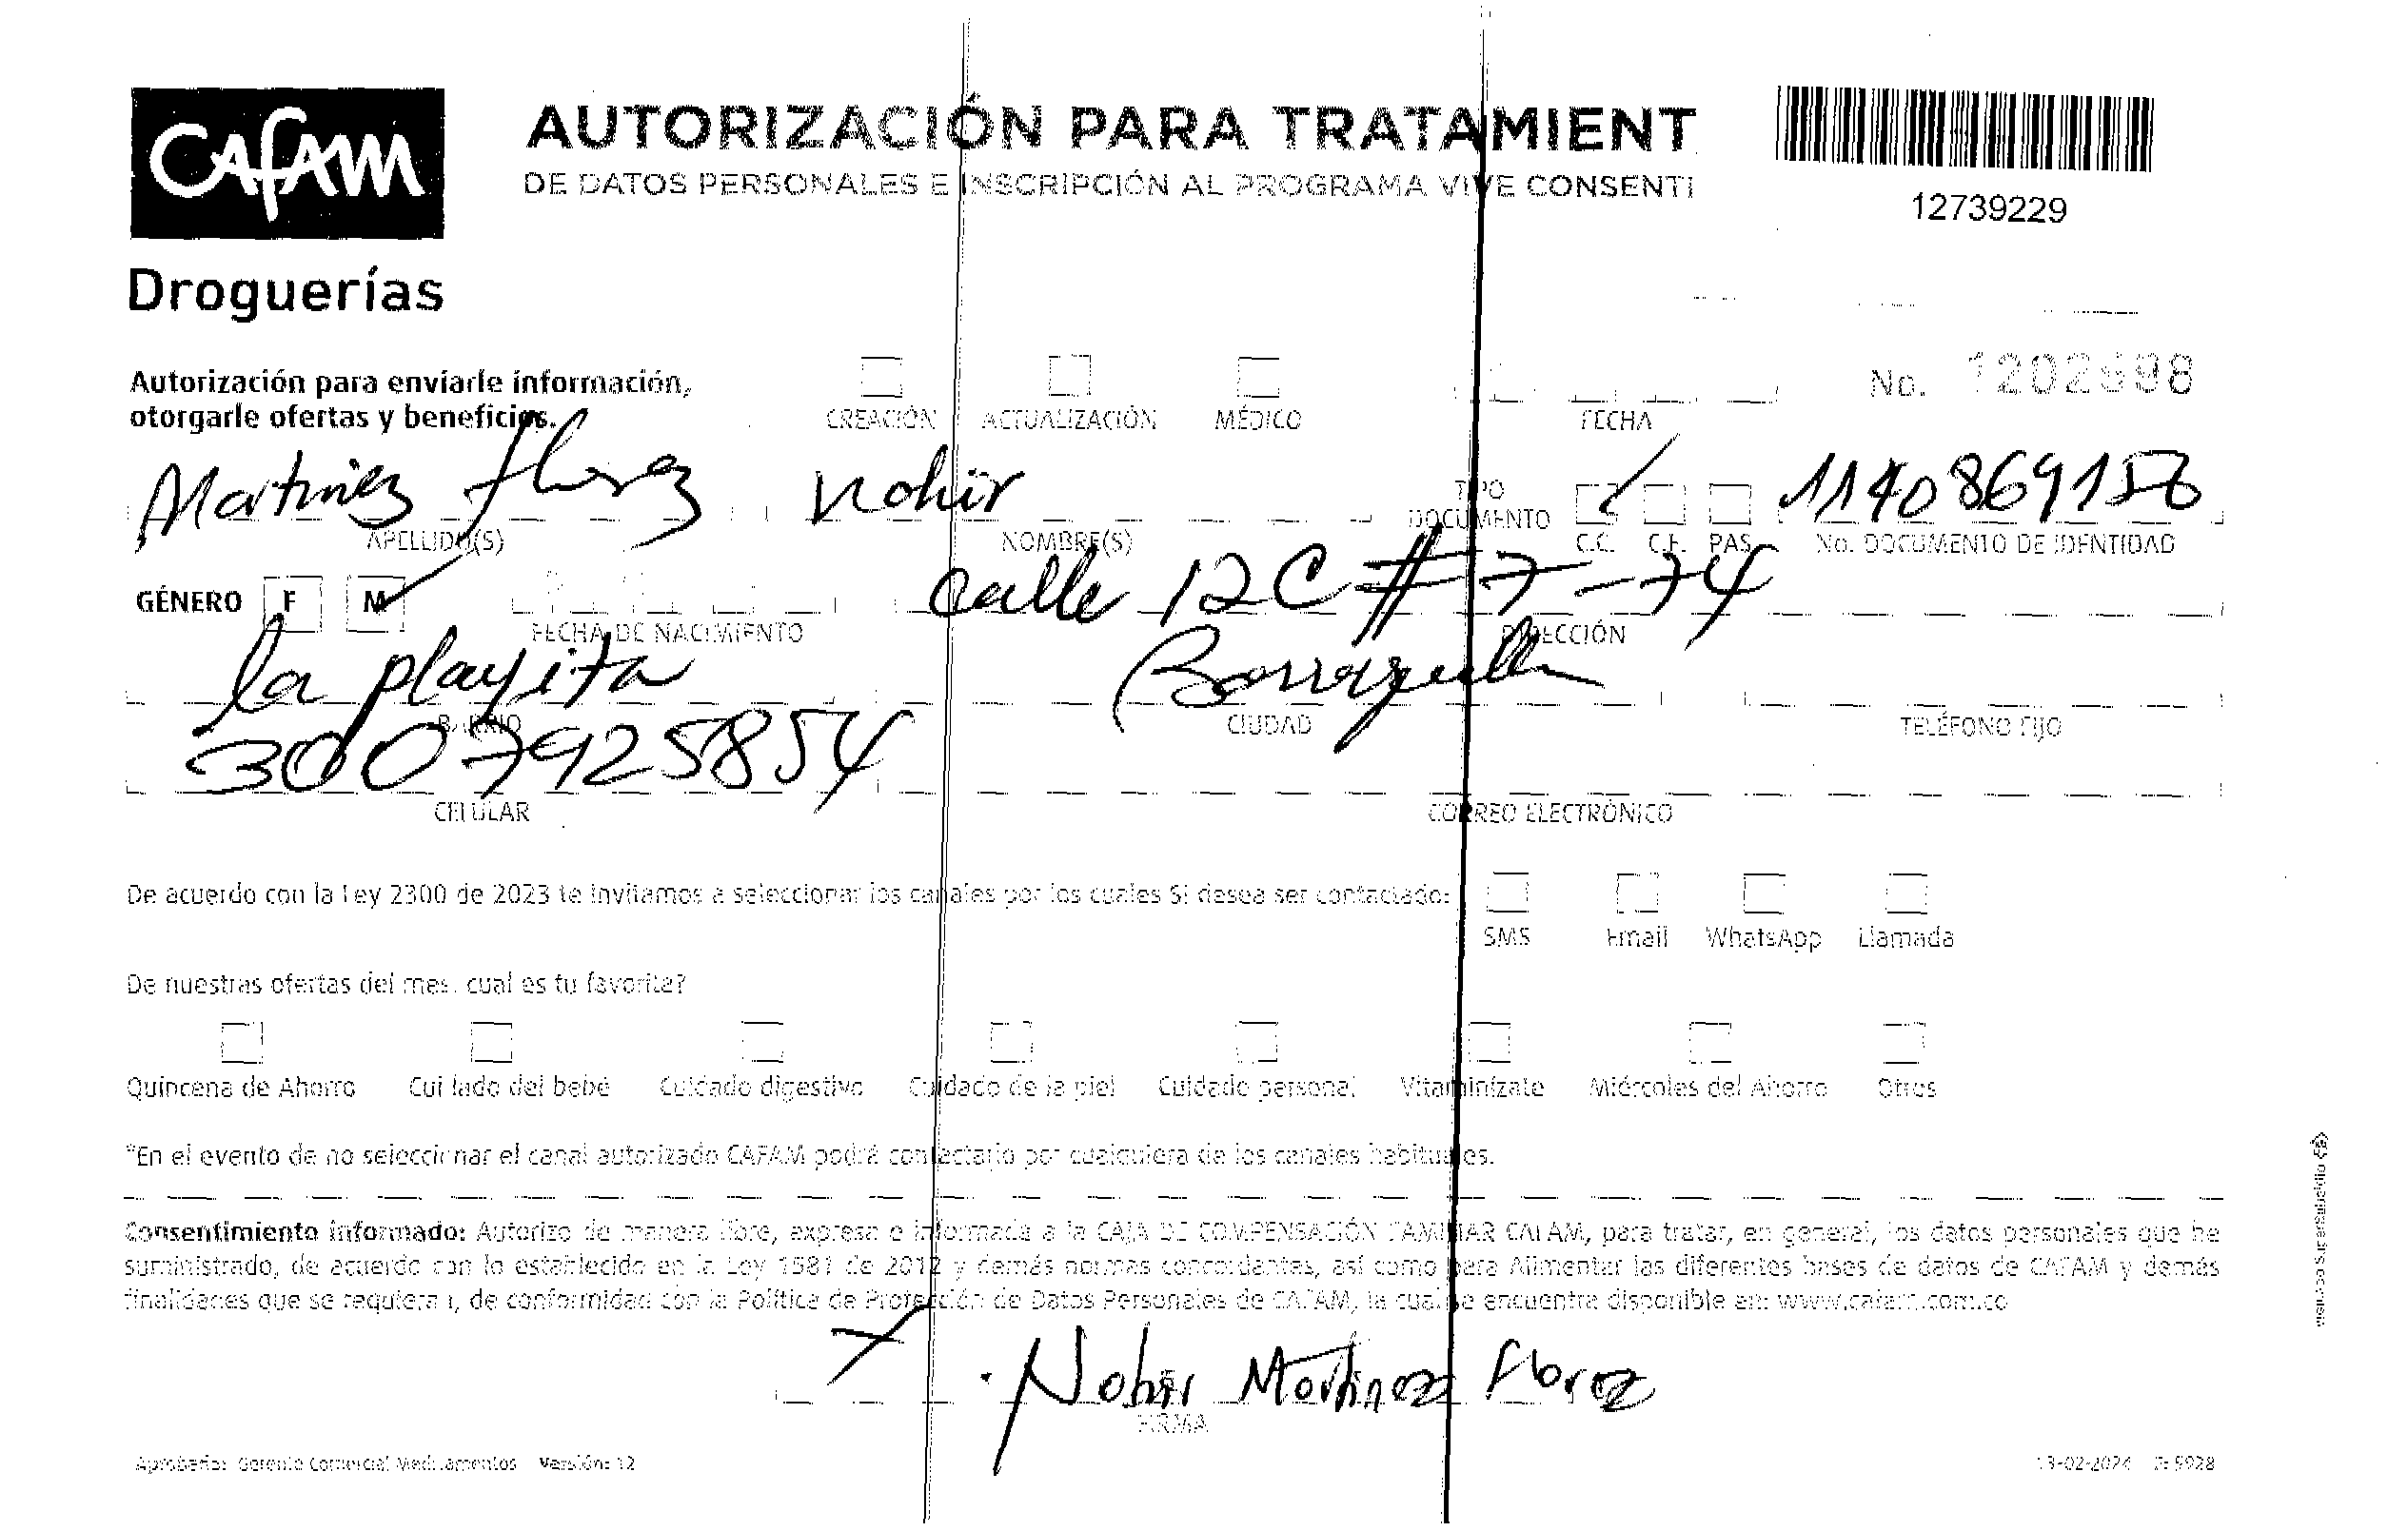 CAFAM
Droguerías
AUTORIZACIÓN PARA TRATAMIENT
DE DATOS PERSONALES E INSCRIPCIÓN AL PROGRAMA VIVE CONSENTI
12739229
Autorización para enviarle información,
otorgarle ofertas y beneficios.
CREACIÓN ACTUALIZACIÓN MÉDICO FECHA No. 1202698
Martinez Florez Nohir 1140869156
APELLIDO(S) NOMBRE(S) TIPO DOCUMENTO C.C. C.E. PAS. No. DOCUMENTO DE IDENTIDAD
GÉNERO F M calle 12C # 7-74
FECHA DE NACIMIENTO DIRECCIÓN
la playita Barranquilla
BARRIO CIUDAD TELÉFONO FIJO
3007925854
CELULAR CORREO ELECTRÓNICO
De acuerdo con la Ley 2300 de 2023 te invitamos a seleccionar los canales por los cuales SI desea ser contactado:
SMS Email WhatsApp Llamada
De nuestras ofertas del mes, cual es tu favorita?
Quincena de Ahorro Cuidado del bebé Cuidado digestivo Cuidado de la piel Cuidado personal Vitaminízate Miércoles del Ahorro Otros
*En el evento de no seleccionar el canal autorizado CAFAM podrá contactarlo por cualquiera de los canales habituales.
Consentimiento informado: Autorizo de manera libre, expresa e informada a la CAJA DE COMPENSACIÓN FAMILIAR CAFAM, para tratar, en general, los datos personales que he
suministrado, de acuerdo con lo establecido en la Ley 1581 de 2012 y demás normas concordantes, así como para Alimentar las diferentes bases de datos de CAFAM y demás
finalidades que se requieran, de conformidad con la Política de Protección de Datos Personales de CAFAM, la cual se encuentra disponible en: www.cafam.com.co
X Nohir Martinez Florez
FIRMA
Aprobaría: Gerente Comercial Medicamentos Versión: 12
13-02-2024